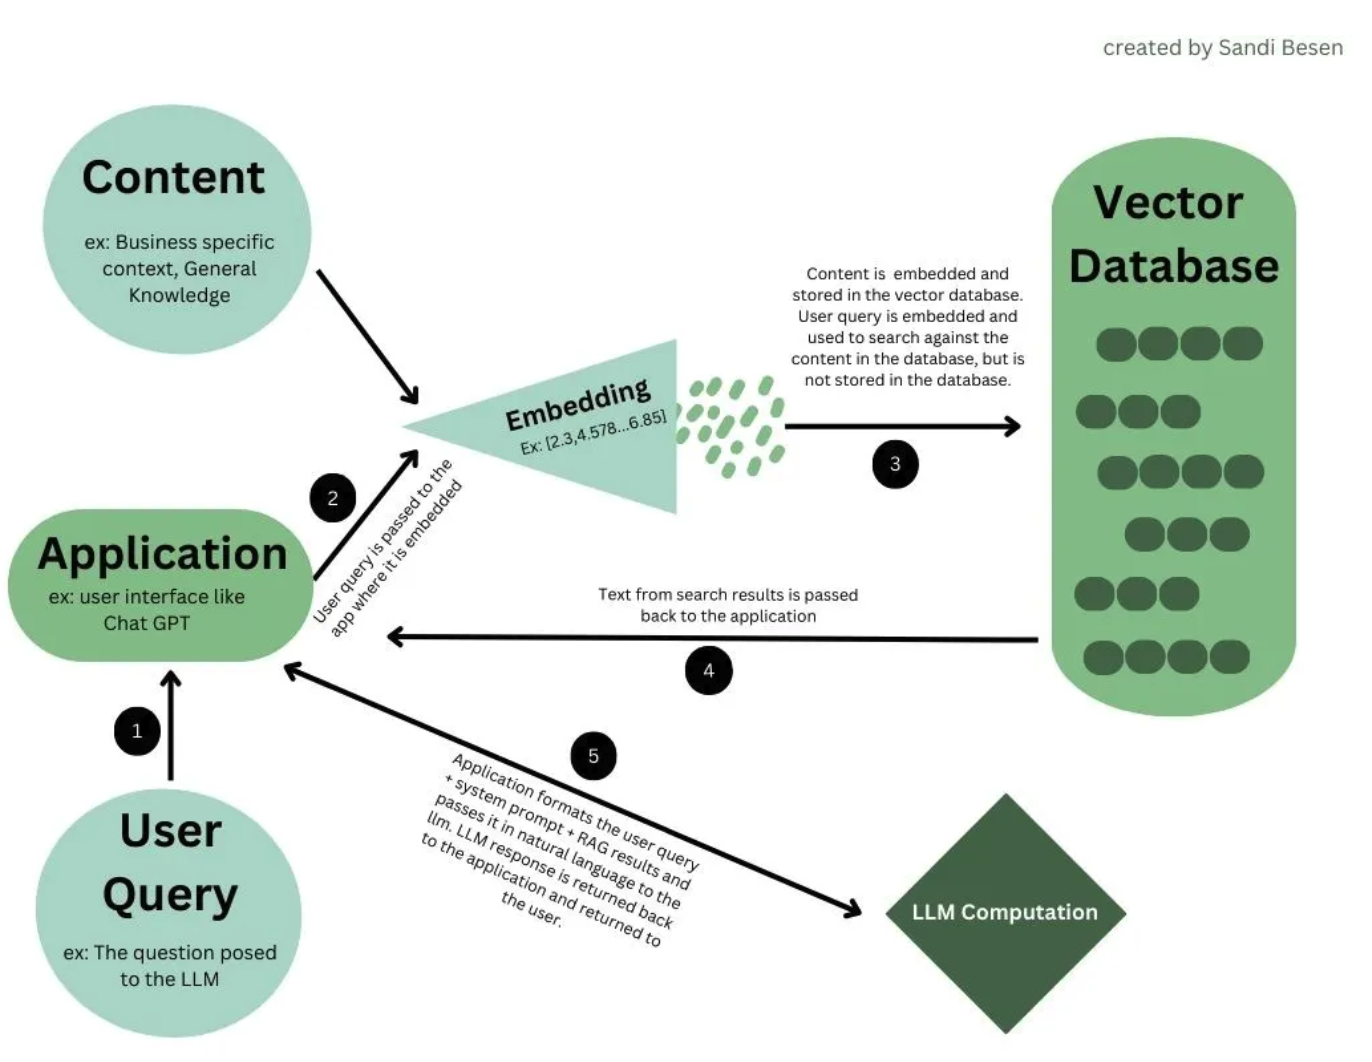 created by Sandi Besen
Content
ex: Business specific
context, General
Knowledge
Vector
Database
Content is embedded and
stored in the vector database.
User query is embedded and
used to search against the
content in the database, but is
not stored in the database.
Embedding
Ex: [2.3,4.578...6.85]
3
2
User query is passed to the
app where it is embedded
Application
ex: user interface like
Chat GPT
Text from search results is passed
back to the application
4
1
5
Application formats the user query
+ system prompt + RAG results and
passes it in natural language to the
llm. LLM response is returned back
to the application and returned to
the user.
User
Query
ex: The question posed
to the LLM
LLM Computation